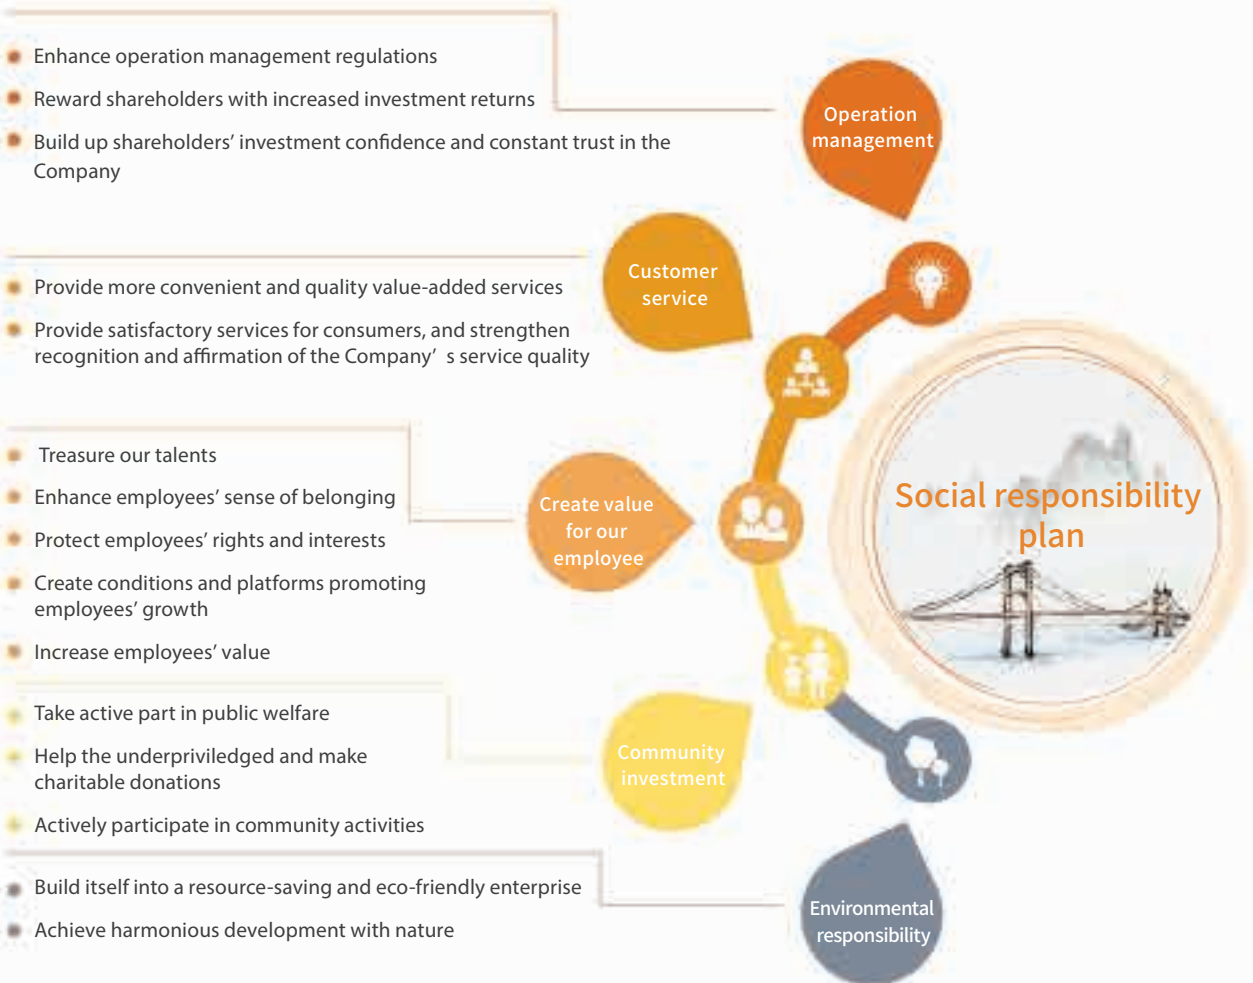 Enhance operation management regulations
Reward shareholders with increased investment returns
Build up shareholders’ investment confidence and constant trust in the
Company
Operation
management
Provide more convenient and quality value-added services
Provide satisfactory services for consumers, and strengthen
recognition and affirmation of the Company’ s service quality
Customer
service
Treasure our talents
Enhance employees’ sense of belonging
Protect employees’ rights and interests
Create conditions and platforms promoting
employees’ growth
Increase employees’ value
Create value
for our
employee
Social responsibility
plan
Take active part in public welfare
Help the underpriviledged and make
charitable donations
Actively participate in community activities
Community
investment
Build itself into a resource-saving and eco-friendly enterprise
Achieve harmonious development with nature
Environmental
responsibility